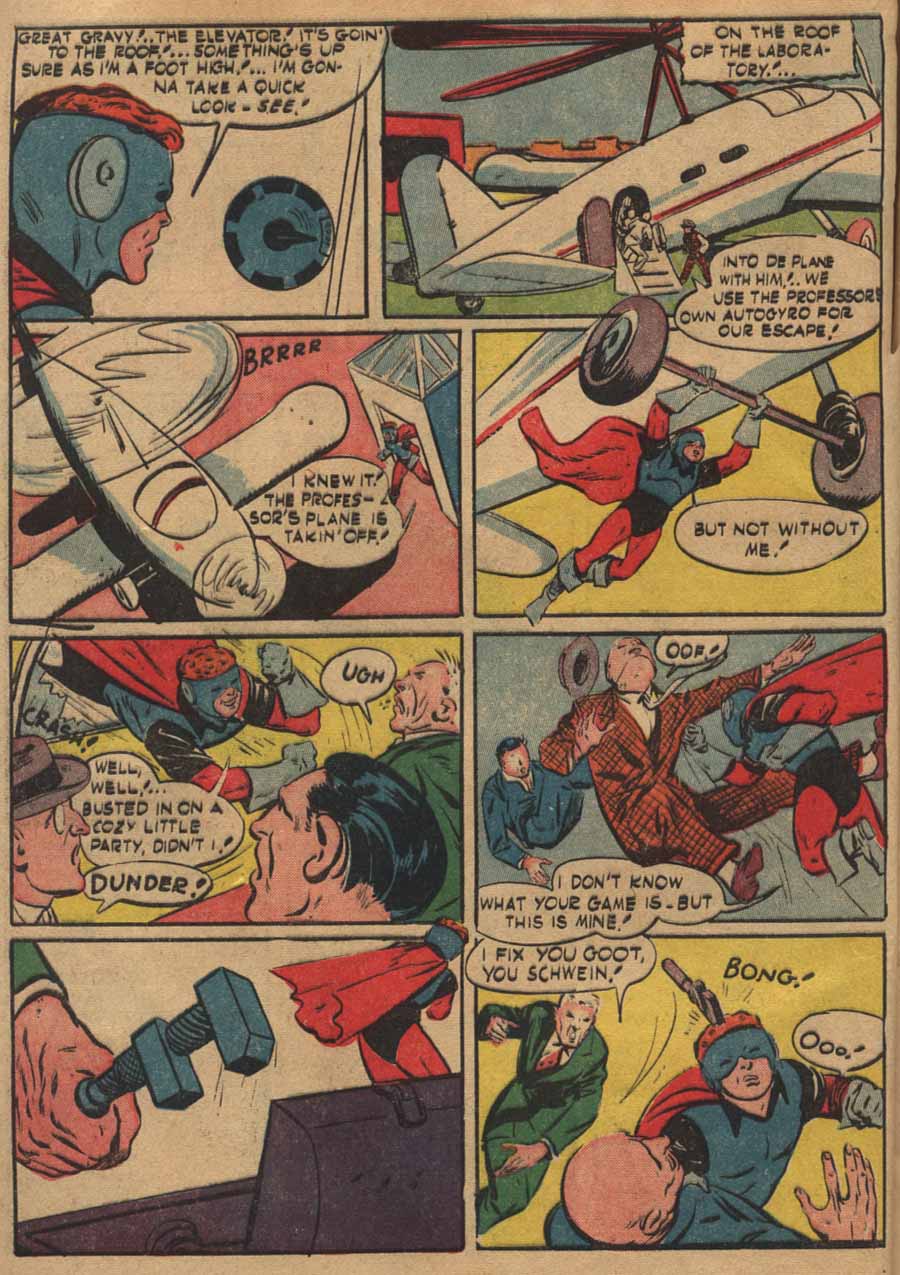 GREAT GRAVY!..THE ELEVATOR! IT'S GOIN'
TO THE ROOF!... SOMETHING'S UP
SURE AS I'M A FOOT HIGH!... I'M GON-
NA TAKE A QUICK
LOOK - SEE!
ON THE ROOF
OF THE LABORA-
TORY!...
INTO DE PLANE
WITH HIM!.. WE
USE THE PROFESSORS
OWN AUTOGYRO FOR
OUR ESCAPE!
BRRRR
I KNEW IT!
THE PROFES-
SOR'S PLANE IS
TAKIN' OFF!
BUT NOT WITHOUT
ME!
CRASH
UGH
WELL,
WELL!...
BUSTED IN ON A
COZY LITTLE
PARTY, DIDN'T I!
DUNDER!
OOF!
I DON'T KNOW
WHAT YOUR GAME IS - BUT
THIS IS MINE!
I FIX YOU GOOT,
YOU SCHWEIN!
BONG!
OOO!